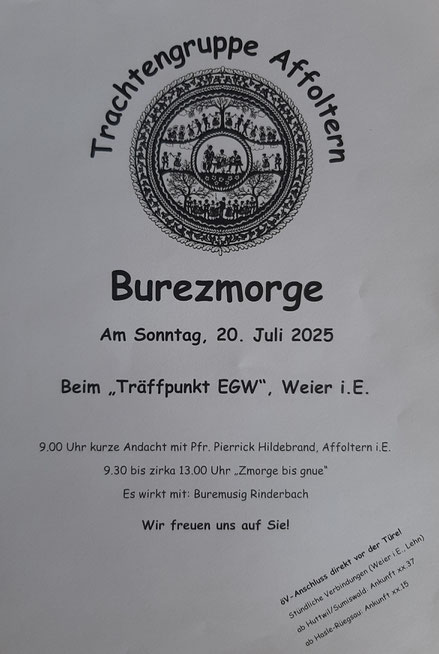 Trachtengruppe Affoltern
Burezmorge
Am Sonntag, 20. Juli 2025
Beim „Träffpunkt EGW“, Weier i.E.
9.00 Uhr kurze Andacht mit Pfr. Pierrick Hildebrand, Affoltern i.E.
9.30 bis zirka 13.00 Uhr „Zmorge bis gnue“
Es wirkt mit: Buremusig Rinderbach
Wir freuen uns auf Sie!
öV-Anschluss direkt vor der Türe!
Stündliche Verbindungen (Weier i.E., Lehn)
ab Huttwil/Sumiswald: Ankunft xx.37
ab Hasle-Rüegsau: Ankunft xx.15